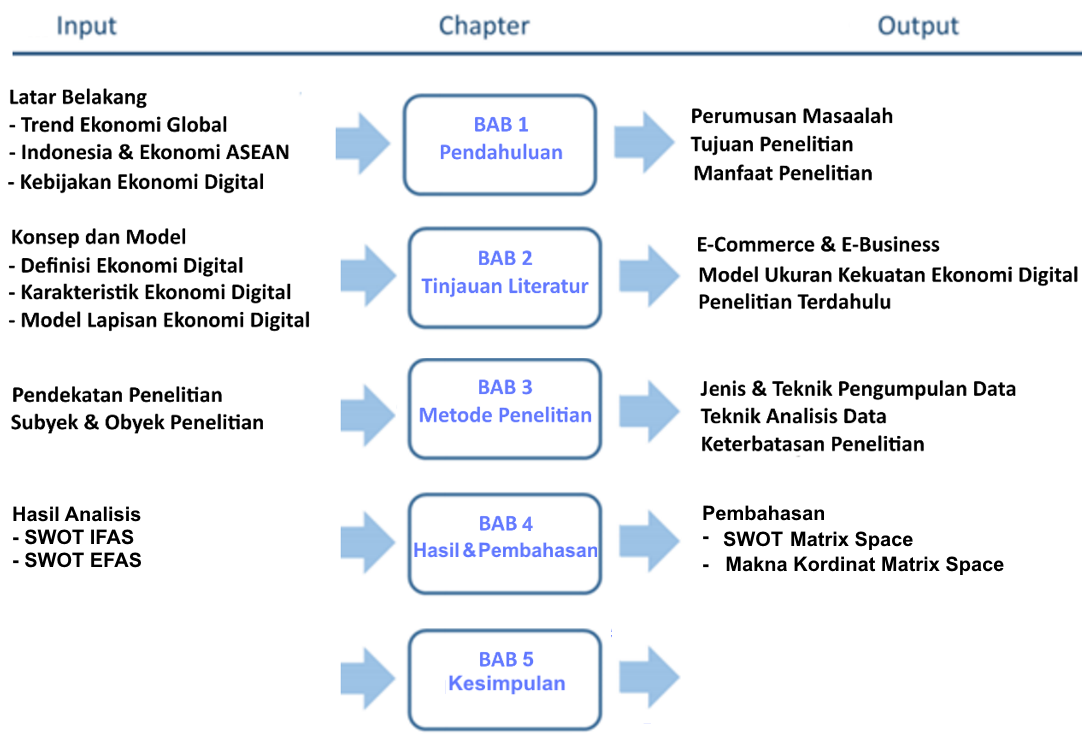 Input
Chapter
Output
Latar Belakang
- Trend Ekonomi Global
- Indonesia & Ekonomi ASEAN
- Kebijakan Ekonomi Digital
BAB 1
Pendahuluan
Perumusan Masaalah
Tujuan Penelitian
Manfaat Penelitian
Konsep dan Model
- Definisi Ekonomi Digital
- Karakteristik Ekonomi Digital
- Model Lapisan Ekonomi Digital
BAB 2
Tinjauan Literatur
E-Commerce & E-Business
Model Ukuran Kekuatan Ekonomi Digital
Penelitian Terdahulu
Pendekatan Penelitian
Subyek & Obyek Penelitian
BAB 3
Metode Penelitian
Jenis & Teknik Pengumpulan Data
Teknik Analisis Data
Keterbatasan Penelitian
Hasil Analisis
- SWOT IFAS
- SWOT EFAS
BAB 4
Hasil & Pembahasan
Pembahasan
- SWOT Matrix Space
- Makna Kordinat Matrix Space
BAB 5
Kesimpulan